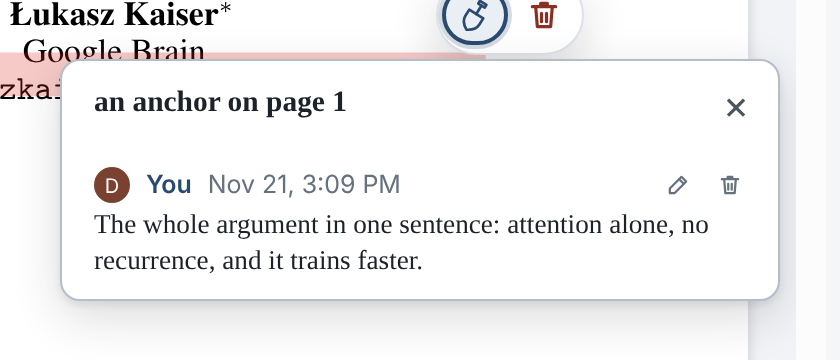 Łukasz Kaiser*
Google Brain
zkai
an anchor on page 1
D You Nov 21, 3:09 PM
The whole argument in one sentence: attention alone, no
recurrence, and it trains faster.